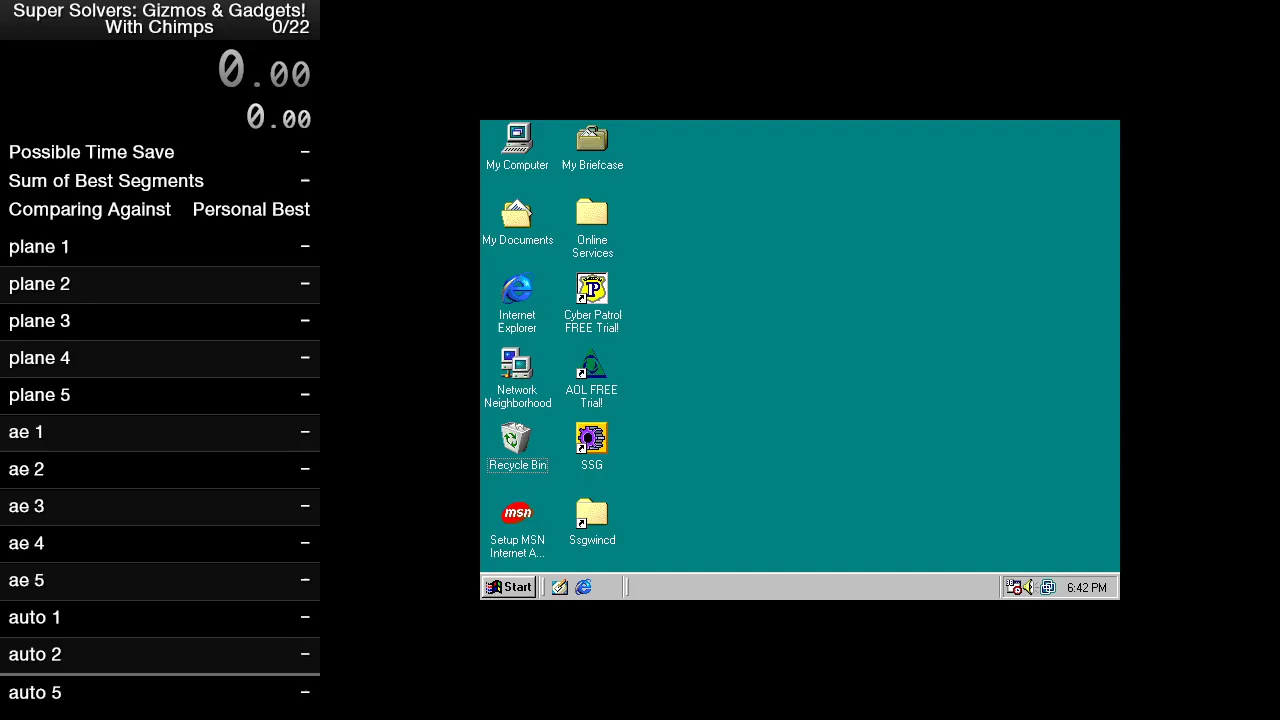 Super Solvers: Gizmos & Gadgets!
With Chimps 0/22
0.00
0.00
Possible Time Save –
Sum of Best Segments –
Comparing Against Personal Best
plane 1 –
plane 2 –
plane 3 –
plane 4 –
plane 5 –
ae 1 –
ae 2 –
ae 3 –
ae 4 –
ae 5 –
auto 1 –
auto 2 –
auto 5 –
My Computer
My Briefcase
My Documents
Online
Services
Internet
Explorer
Cyber Patrol
FREE Trial!
Network
Neighborhood
AOL FREE
Trial!
Recycle Bin
SSG
msn
Setup MSN
Internet A...
Ssgwincd
Start
6:42 PM